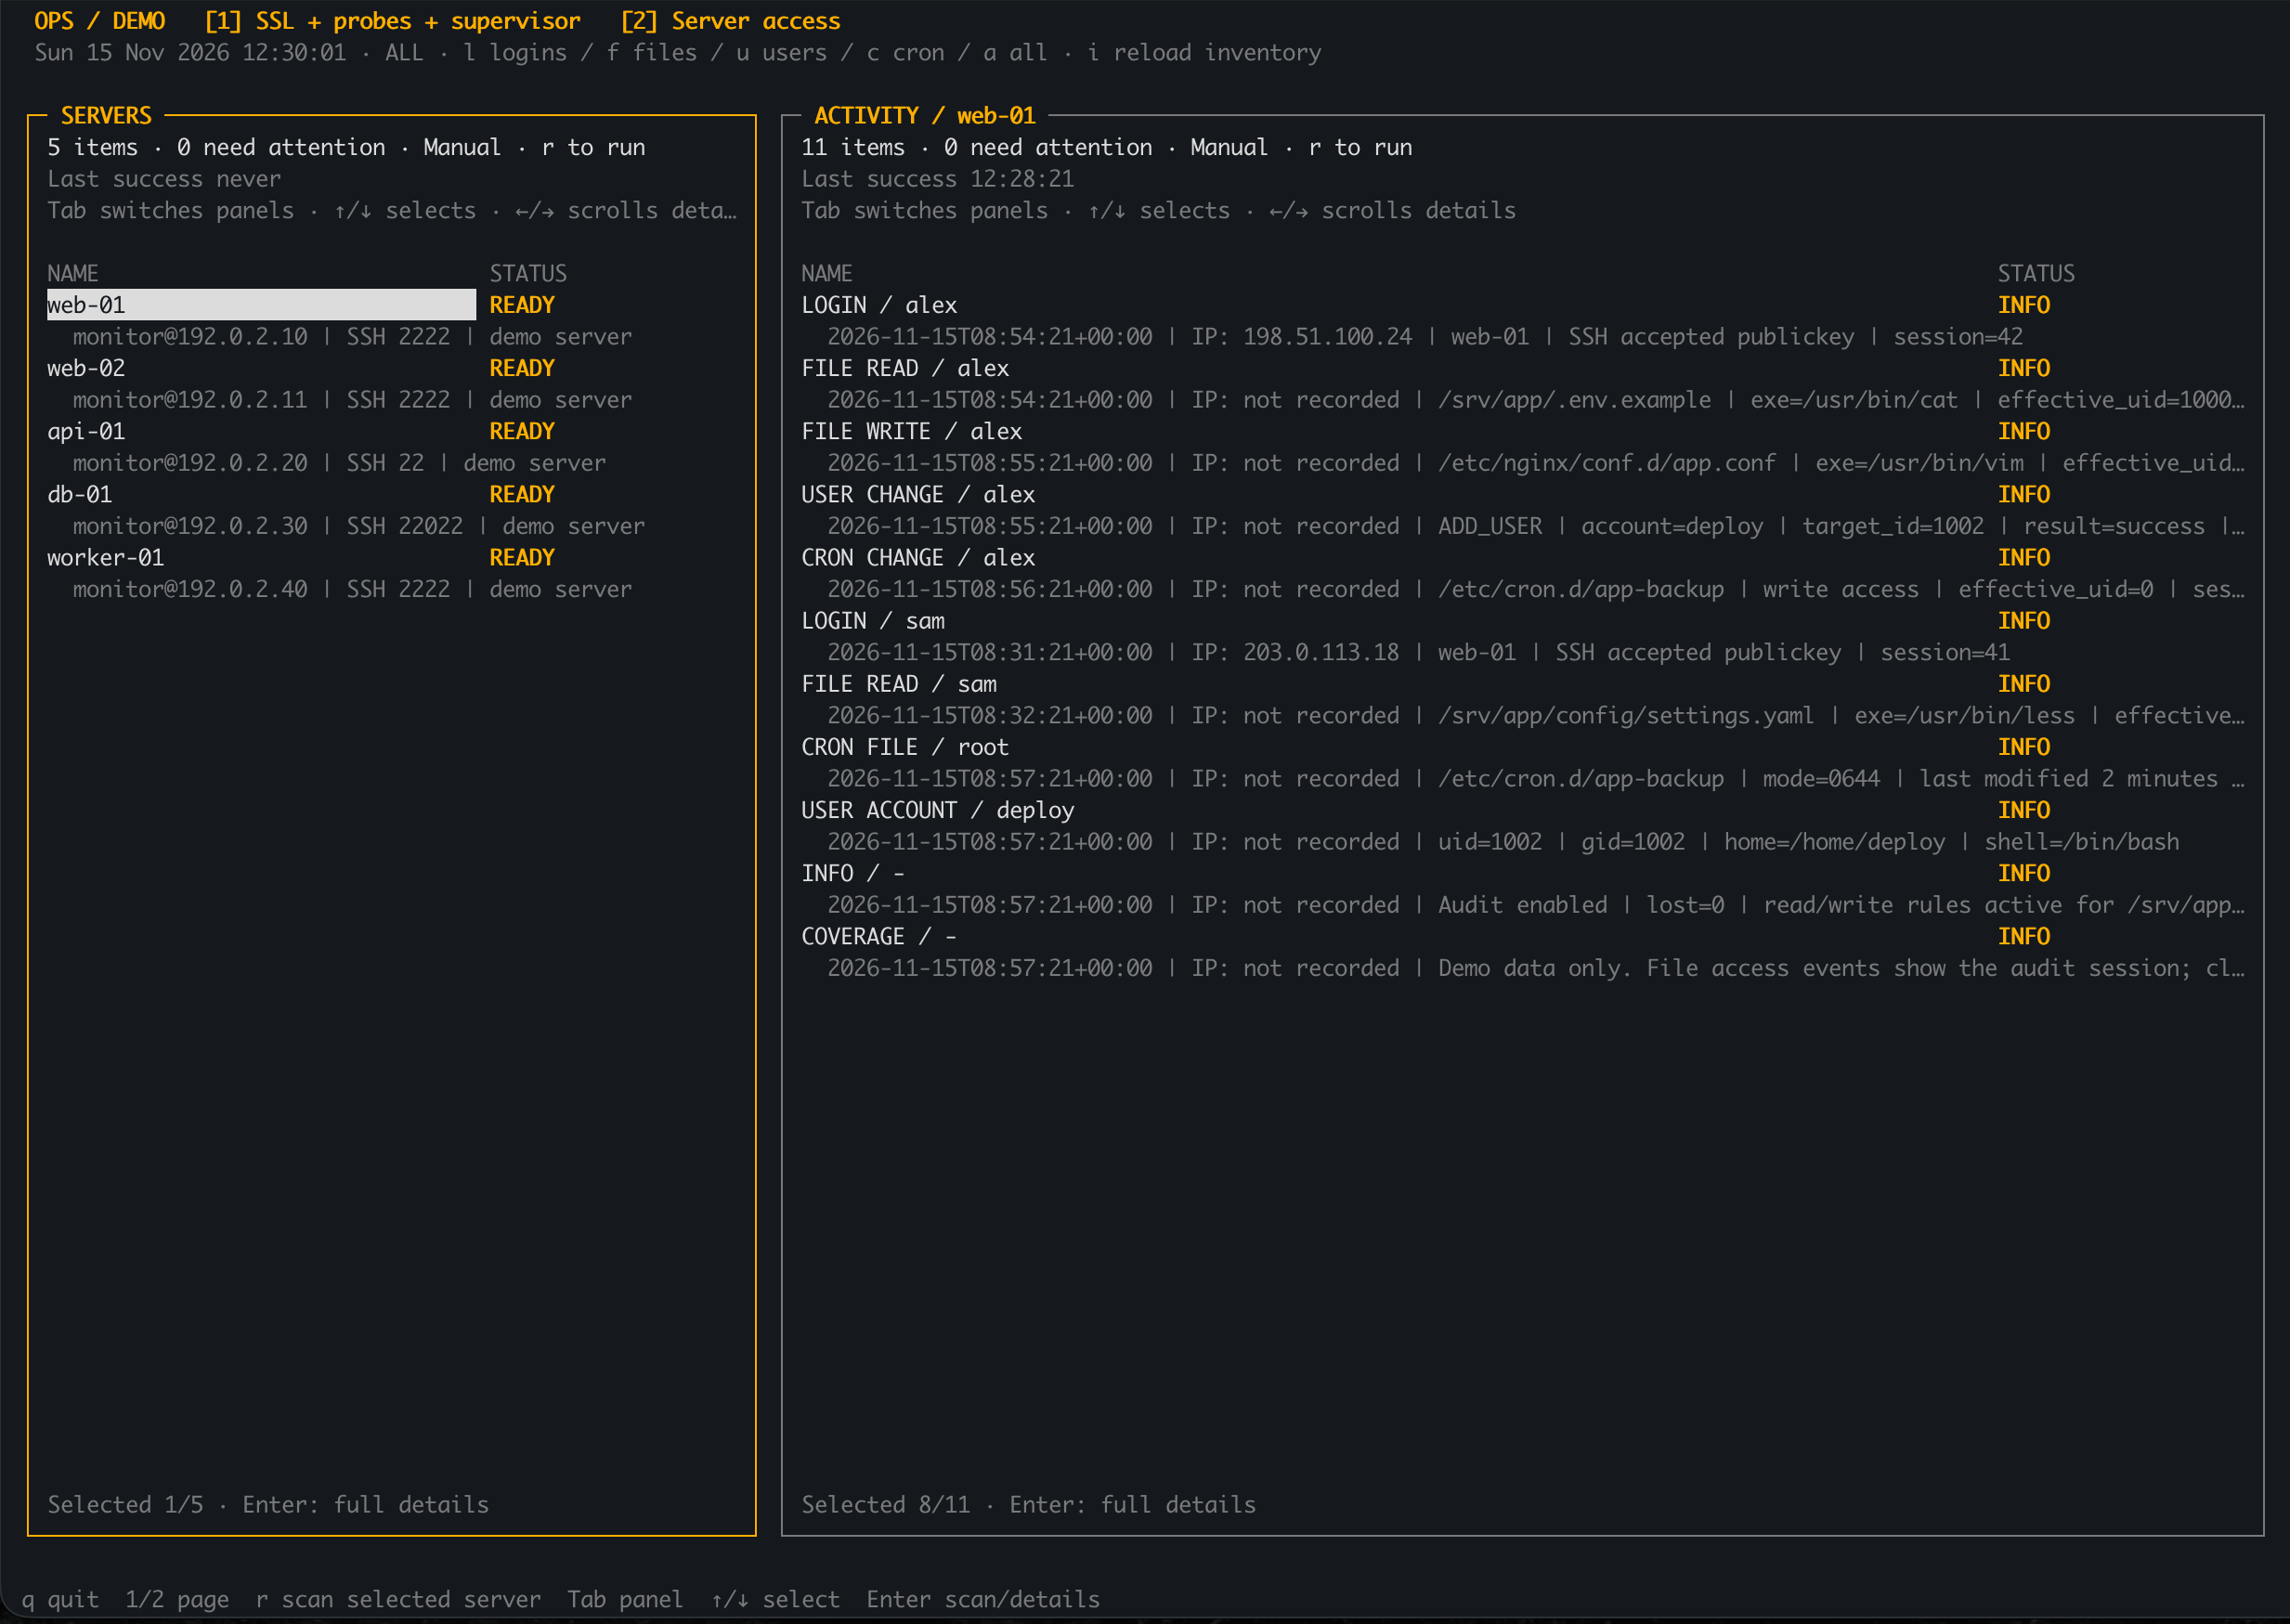 OPS / DEMO   [1] SSL + probes + supervisor   [2] Server access
Sun 15 Nov 2026 12:30:01 · ALL · l logins / f files / u users / c cron / a all · i reload inventory
SERVERS
5 items · 0 need attention · Manual · r to run
Last success never
Tab switches panels · ↑/↓ selects · ←/→ scrolls deta…
NAME STATUS
web-01 READY
monitor@192.0.2.10 | SSH 2222 | demo server
web-02 READY
monitor@192.0.2.11 | SSH 2222 | demo server
api-01 READY
monitor@192.0.2.20 | SSH 22 | demo server
db-01 READY
monitor@192.0.2.30 | SSH 22022 | demo server
worker-01 READY
monitor@192.0.2.40 | SSH 2222 | demo server
Selected 1/5 · Enter: full details
ACTIVITY / web-01
11 items · 0 need attention · Manual · r to run
Last success 12:28:21
Tab switches panels · ↑/↓ selects · ←/→ scrolls details
NAME STATUS
LOGIN / alex INFO
2026-11-15T08:54:21+00:00 | IP: 198.51.100.24 | web-01 | SSH accepted publickey | session=42
FILE READ / alex INFO
2026-11-15T08:54:21+00:00 | IP: not recorded | /srv/app/.env.example | exe=/usr/bin/cat | effective_uid=1000…
FILE WRITE / alex INFO
2026-11-15T08:55:21+00:00 | IP: not recorded | /etc/nginx/conf.d/app.conf | exe=/usr/bin/vim | effective_uid…
USER CHANGE / alex INFO
2026-11-15T08:55:21+00:00 | IP: not recorded | ADD_USER | account=deploy | target_id=1002 | result=success |…
CRON CHANGE / alex INFO
2026-11-15T08:56:21+00:00 | IP: not recorded | /etc/cron.d/app-backup | write access | effective_uid=0 | ses…
LOGIN / sam INFO
2026-11-15T08:31:21+00:00 | IP: 203.0.113.18 | web-01 | SSH accepted publickey | session=41
FILE READ / sam INFO
2026-11-15T08:32:21+00:00 | IP: not recorded | /srv/app/config/settings.yaml | exe=/usr/bin/less | effective…
CRON FILE / root INFO
2026-11-15T08:57:21+00:00 | IP: not recorded | /etc/cron.d/app-backup | mode=0644 | last modified 2 minutes …
USER ACCOUNT / deploy INFO
2026-11-15T08:57:21+00:00 | IP: not recorded | uid=1002 | gid=1002 | home=/home/deploy | shell=/bin/bash
INFO / - INFO
2026-11-15T08:57:21+00:00 | IP: not recorded | Audit enabled | lost=0 | read/write rules active for /srv/app…
COVERAGE / - INFO
2026-11-15T08:57:21+00:00 | IP: not recorded | Demo data only. File access events show the audit session; cl…
Selected 8/11 · Enter: full details
q quit  1/2 page  r scan selected server  Tab panel  ↑/↓ select  Enter scan/details